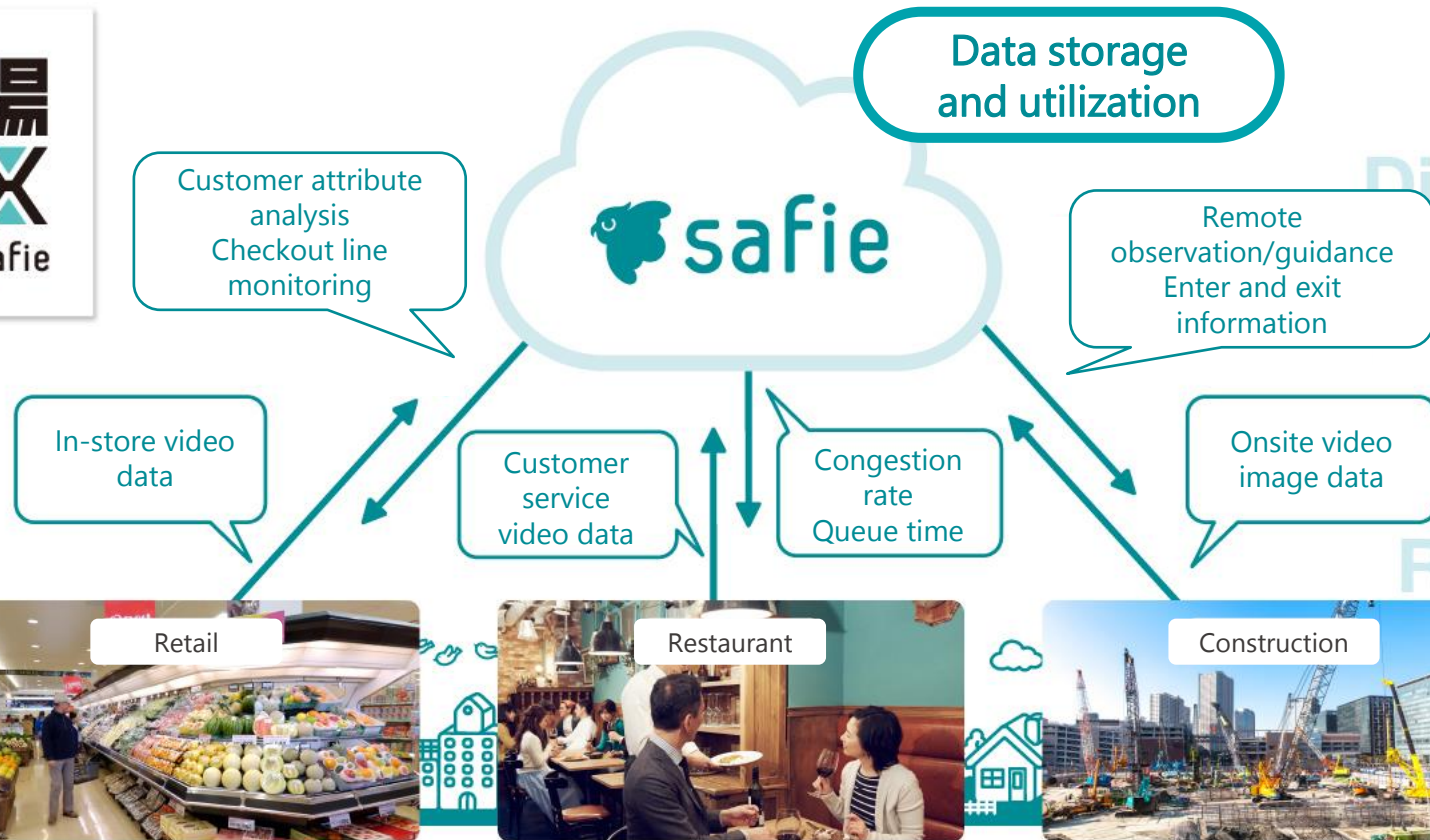 Data storage
and utilization
場
X
safie
Customer attribute
analysis
Checkout line
monitoring
Remote
observation/guidance
Enter and exit
information
In-store video
data
Customer
service
video data
Congestion
rate
Queue time
Onsite video
image data
Retail
Restaurant
Construction